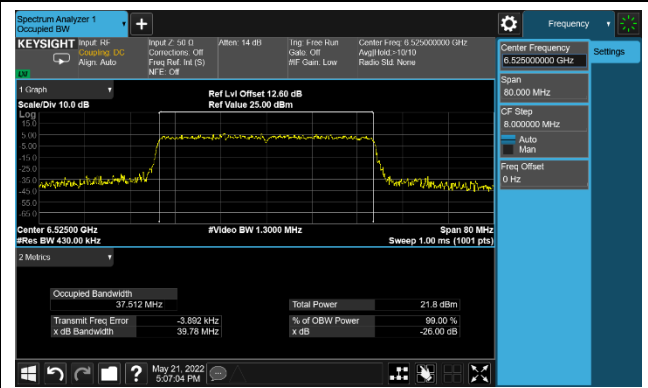 Spectrum Analyzer 1
Occupied BW
Frequency
KEYSIGHT
Input: RF
Coupling: DC
Align: Auto
Input Z: 50 Ω
Corrections: Off
Freq Ref: Int (S)
NFE: Off
Atten: 14 dB
Trig: Free Run
Gate: Off
#IF Gain: Low
Center Freq: 6.525000000 GHz
Avg|Hold:>10/10
Radio Std: None
Center Frequency
6.525000000 GHz
Settings
Span
80.000 MHz
CF Step
8.000000 MHz
Auto
Man
Freq Offset
0 Hz
1 Graph
Scale/Div 10.0 dB
Ref Lvl Offset 12.60 dB
Ref Value 25.00 dBm
Log
15.0
5.00
-5.00
-15.0
-25.0
-35.0
-45.0
-55.0
-65.0
Center 6.52500 GHz
#Res BW 430.00 kHz
#Video BW 1.3000 MHz
Span 80 MHz
Sweep 1.00 ms (1001 pts)
2 Metrics
Occupied Bandwidth
37.512 MHz
Total Power 21.8 dBm
Transmit Freq Error -3.892 kHz
% of OBW Power 99.00 %
x dB Bandwidth 39.78 MHz
x dB -26.00 dB
?
May 21, 2022
5:07:04 PM